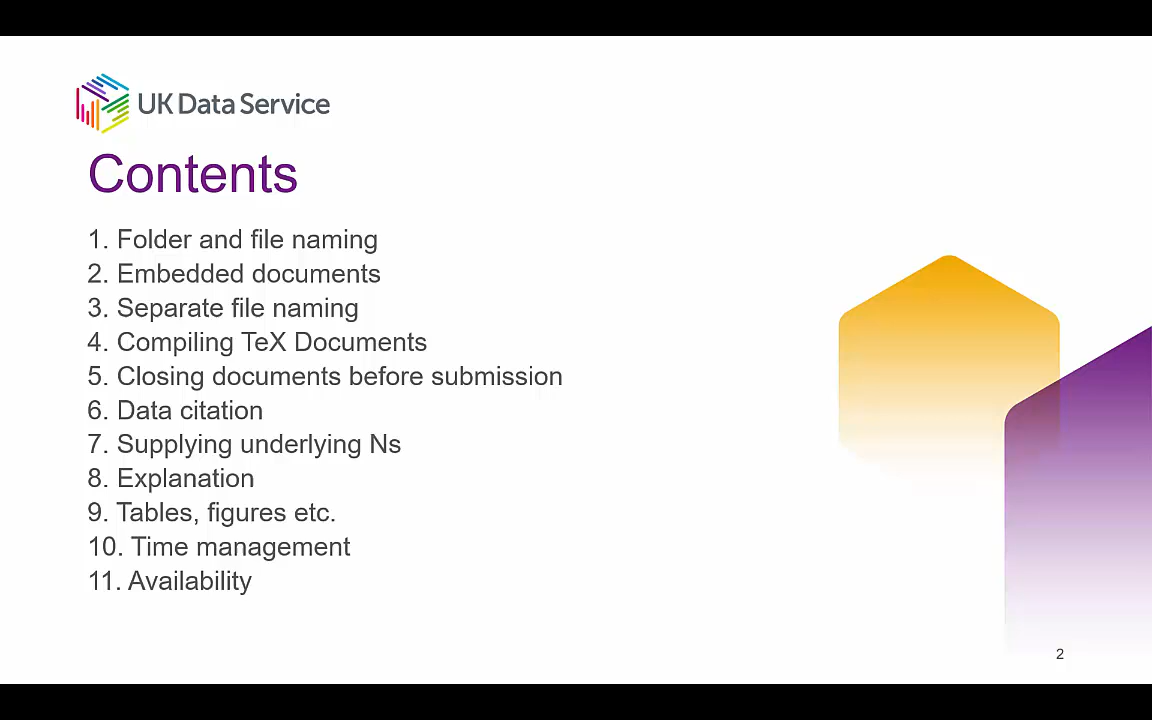 UK Data Service
Contents
1. Folder and file naming
2. Embedded documents
3. Separate file naming
4. Compiling TeX Documents
5. Closing documents before submission
6. Data citation
7. Supplying underlying Ns
8. Explanation
9. Tables, figures etc.
10. Time management
11. Availability
2